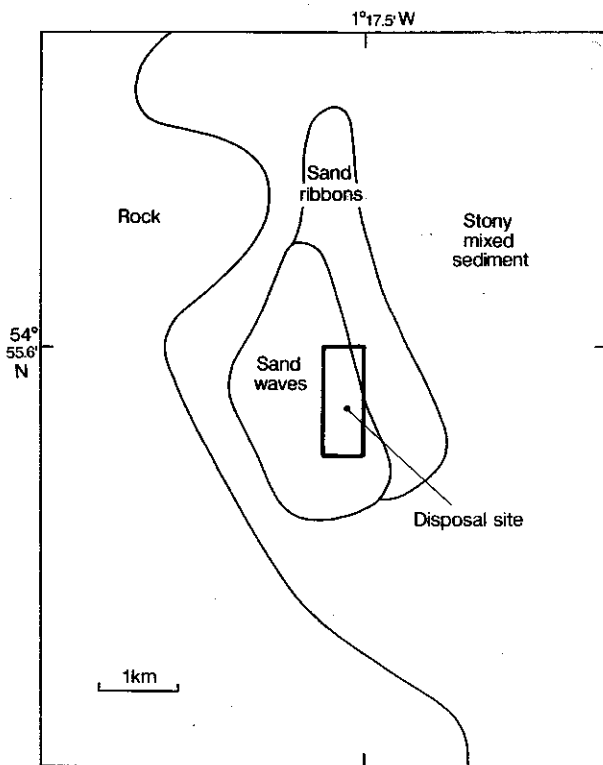 1° 17.5' W
Sand
ribbons
Rock
Stony
mixed
sediment
54°
55.6'
N
Sand
waves
Disposal site
1km